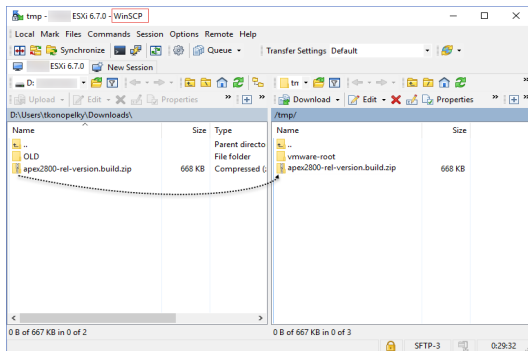 tmp - ESXi 6.7.0 - WinSCP
Local Mark Files Commands Session Options Remote Help
Synchronize Queue Transfer Settings Default
ESXi 6.7.0 New Session
D:
Upload Edit Properties
Download Edit Properties
D:\Users\tkonopelky\Downloads\
/tmp/
Name Size Type
Name Size
..
Parent directo
..
OLD File folder
vmware-root
apex2800-rel-version.build.zip 668 KB Compressed (
apex2800-rel-version.build.zip 668 KB
0 B of 667 KB in 0 of 2
0 B of 667 KB in 0 of 3
SFTP-3 0:29:32